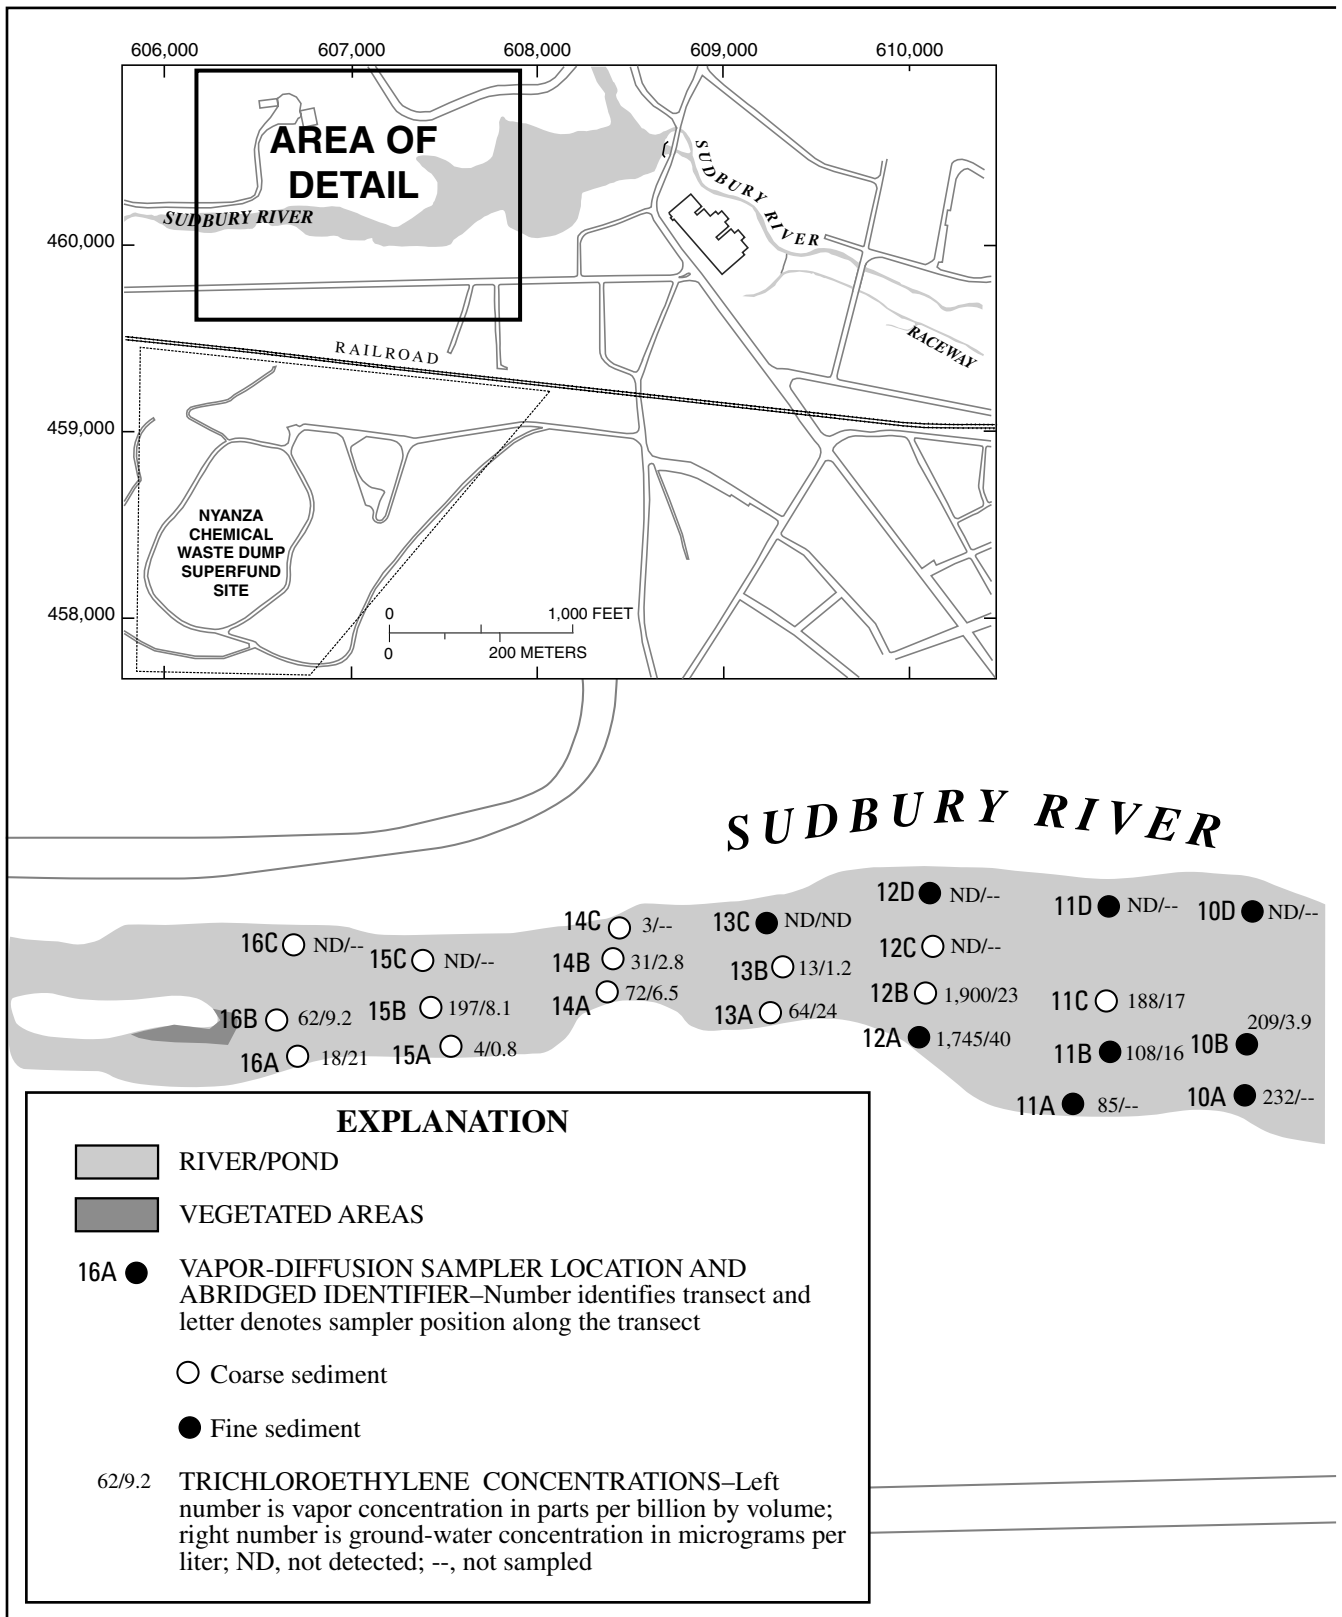 606,000
607,000
608,000
609,000
610,000
AREA OF
DETAIL
SUDBURY RIVER
SUDBURY RIVER
460,000
RACEWAY
RAILROAD
459,000
NYANZA
CHEMICAL
WASTE DUMP
SUPERFUND
SITE
458,000
0
1,000 FEET
0
200 METERS
SUDBURY RIVER
16C ND/--
16B 62/9.2
16A 18/21
15C ND/--
15B 197/8.1
15A 4/0.8
14C 3/--
14B 31/2.8
14A 72/6.5
13C ND/ND
13B 13/1.2
13A 64/24
12D ND/--
12C ND/--
12B 1,900/23
12A 1,745/40
11D ND/--
11C 188/17
11B 108/16
11A 85/--
10D ND/--
10B 209/3.9
10A 232/--
EXPLANATION
RIVER/POND
VEGETATED AREAS
16A VAPOR-DIFFUSION SAMPLER LOCATION AND
ABRIDGED IDENTIFIER–Number identifies transect and
letter denotes sampler position along the transect
Coarse sediment
Fine sediment
62/9.2 TRICHLOROETHYLENE CONCENTRATIONS–Left
number is vapor concentration in parts per billion by volume;
right number is ground-water concentration in micrograms per
liter; ND, not detected; --, not sampled